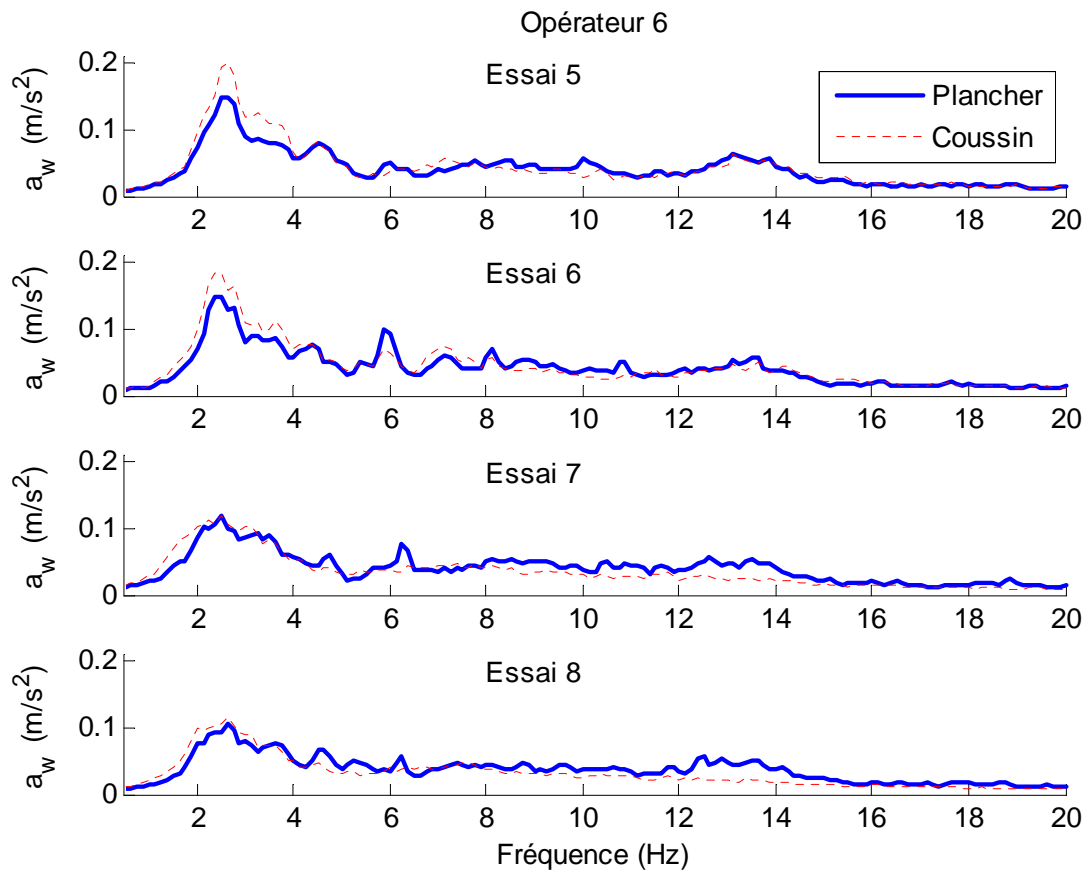 Opérateur 6
Essai 5
Plancher
Coussin
a_w (m/s²)
0.2
0.1
0
2 4 6 8 10 12 14 16 18 20
Essai 6
a_w (m/s²)
0.2
0.1
0
2 4 6 8 10 12 14 16 18 20
Essai 7
a_w (m/s²)
0.2
0.1
0
2 4 6 8 10 12 14 16 18 20
Essai 8
a_w (m/s²)
0.2
0.1
0
2 4 6 8 10 12 14 16 18 20
Fréquence (Hz)